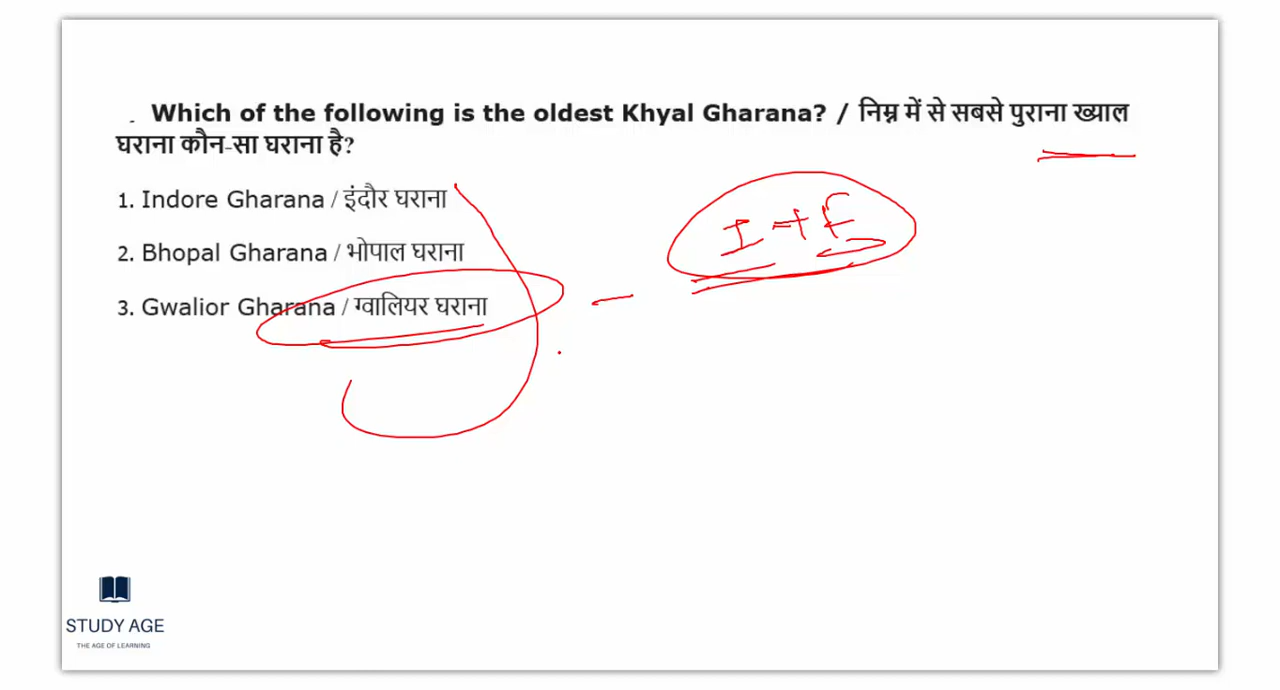 Which of the following is the oldest Khyal Gharana? / निम्न में से सबसे पुराना ख्याल
घराना कौन-सा घराना है?
1. Indore Gharana / इंदौर घराना
2. Bhopal Gharana / भोपाल घराना
3. Gwalior Gharana / ग्वालियर घराना
I + F
STUDY AGE
THE AGE OF LEARNING